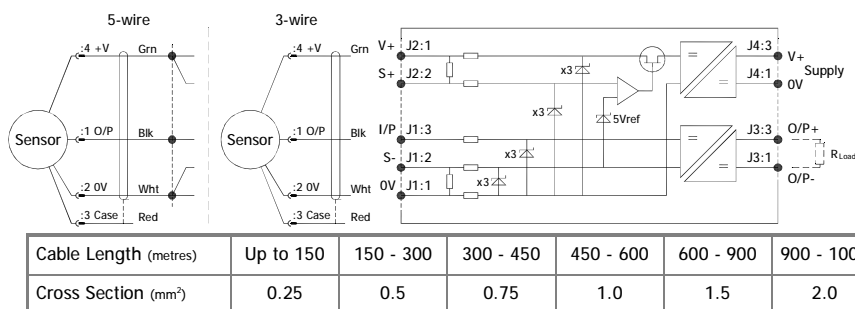 5-wire
3-wire
:4 +V
Grn
:1 O/P
Blk
:2 0V
Wht
:3 Case
Red
Sensor
:4 +V
Grn
:1 O/P
Blk
:2 0V
Wht
:3 Case
Red
Sensor
V+ J2:1
S+ J2:2
I/P J1:3
S- J1:2
0V J1:1
x3
x3
x3
x3
5Vref
J4:3 V+
Supply
J4:1 0V
J3:3 O/P+
RLoad
J3:1 O/P-
Cable Length (metres) Up to 150 150 - 300 300 - 450 450 - 600 600 - 900 900 - 100
Cross Section (mm²) 0.25 0.5 0.75 1.0 1.5 2.0